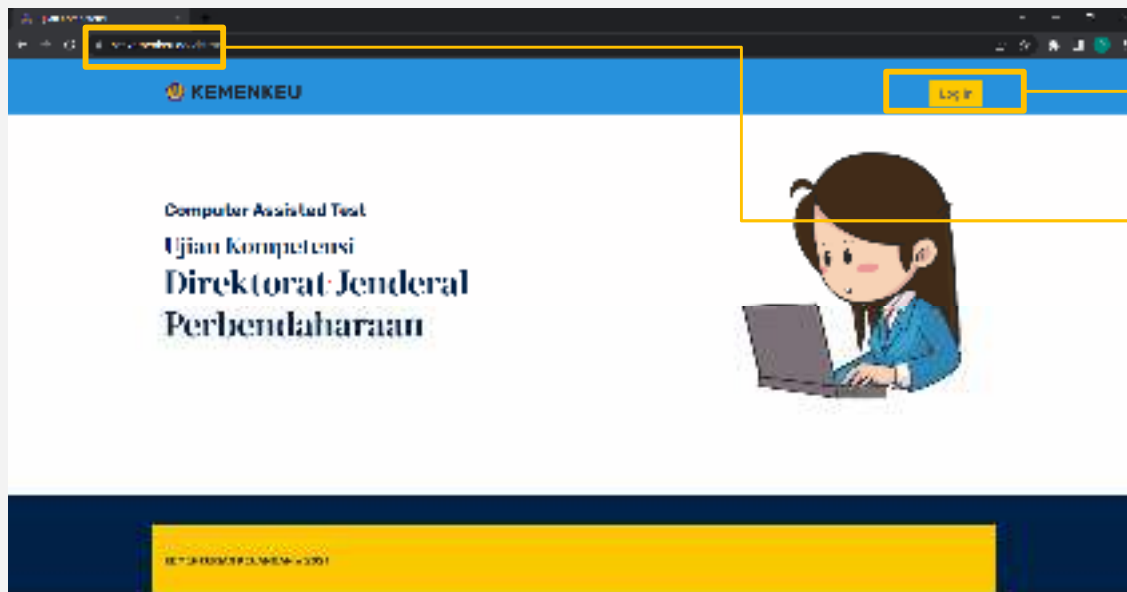 KEMENKEU
Log in
Computer Assisted Test
Ujian Kompetensi
Direktorat Jenderal
Perbendaharaan